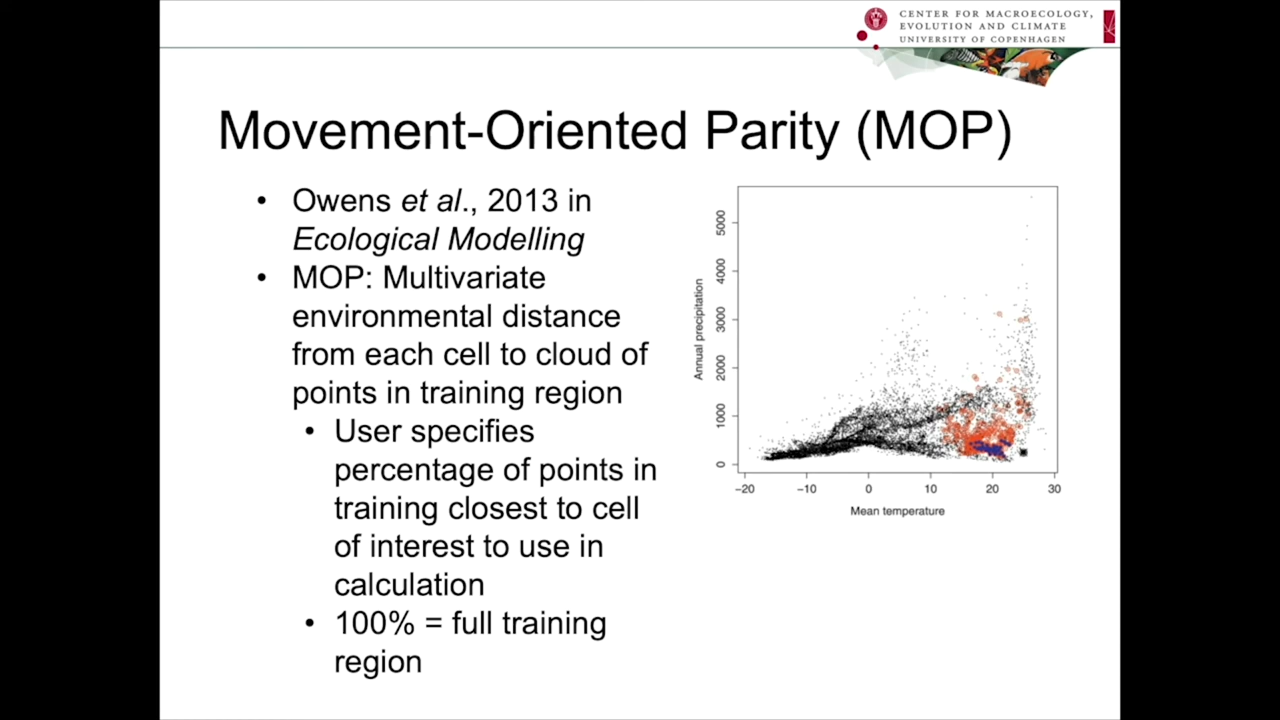 CENTER FOR MACROECOLOGY,
EVOLUTION AND CLIMATE
UNIVERSITY OF COPENHAGEN
Movement-Oriented Parity (MOP)
• Owens et al., 2013 in
Ecological Modelling
• MOP: Multivariate
environmental distance
from each cell to cloud of
points in training region
• User specifies
percentage of points in
training closest to cell
of interest to use in
calculation
• 100% = full training
region
Annual precipitation
5000
4000
3000
2000
1000
0
−20 −10 0 10 20 30
Mean temperature